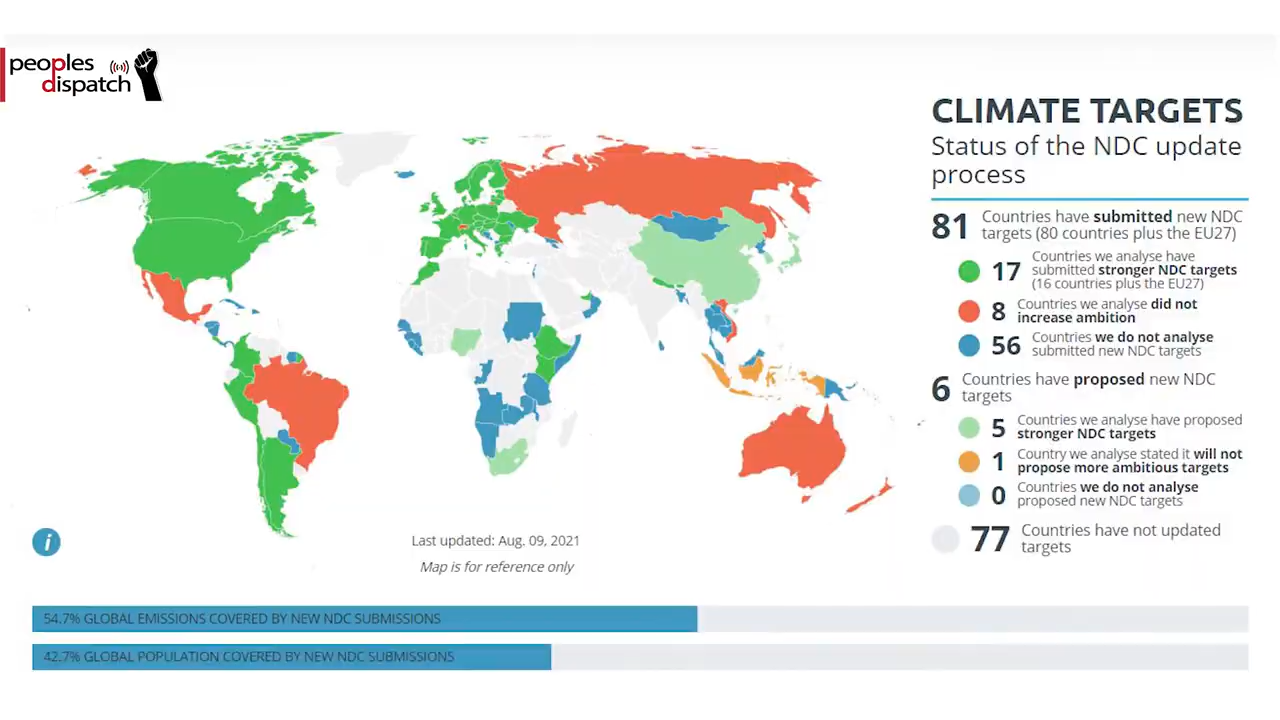 peoples
dispatch
CLIMATE TARGETS
Status of the NDC update
process
81 Countries have submitted new NDC
targets (80 countries plus the EU27)
17 Countries we analyse have
submitted stronger NDC targets
(16 countries plus the EU27)
8 Countries we analyse did not
increase ambition
56 Countries we do not analyse
submitted new NDC targets
6 Countries have proposed new NDC
targets
5 Countries we analyse have proposed
stronger NDC targets
1 Country we analyse stated it will not
propose more ambitious targets
0 Countries we do not analyse
proposed new NDC targets
77 Countries have not updated
targets
i
Last updated: Aug. 09, 2021
Map is for reference only
54.7% GLOBAL EMISSIONS COVERED BY NEW NDC SUBMISSIONS
42.7% GLOBAL POPULATION COVERED BY NEW NDC SUBMISSIONS